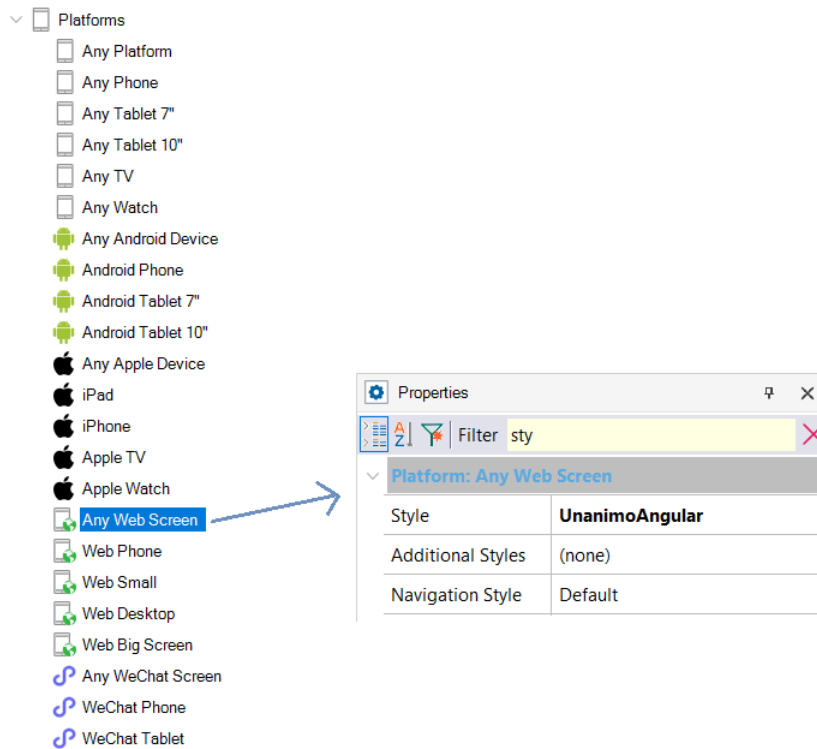 Platforms
Any Platform
Any Phone
Any Tablet 7"
Any Tablet 10"
Any TV
Any Watch
Any Android Device
Android Phone
Android Tablet 7"
Android Tablet 10"
Any Apple Device
iPad
iPhone
Apple TV
Apple Watch
Any Web Screen
Web Phone
Web Small
Web Desktop
Web Big Screen
Any WeChat Screen
WeChat Phone
WeChat Tablet
Properties
A Z Filter sty
Platform: Any Web Screen
Style UnanimoAngular
Additional Styles (none)
Navigation Style Default